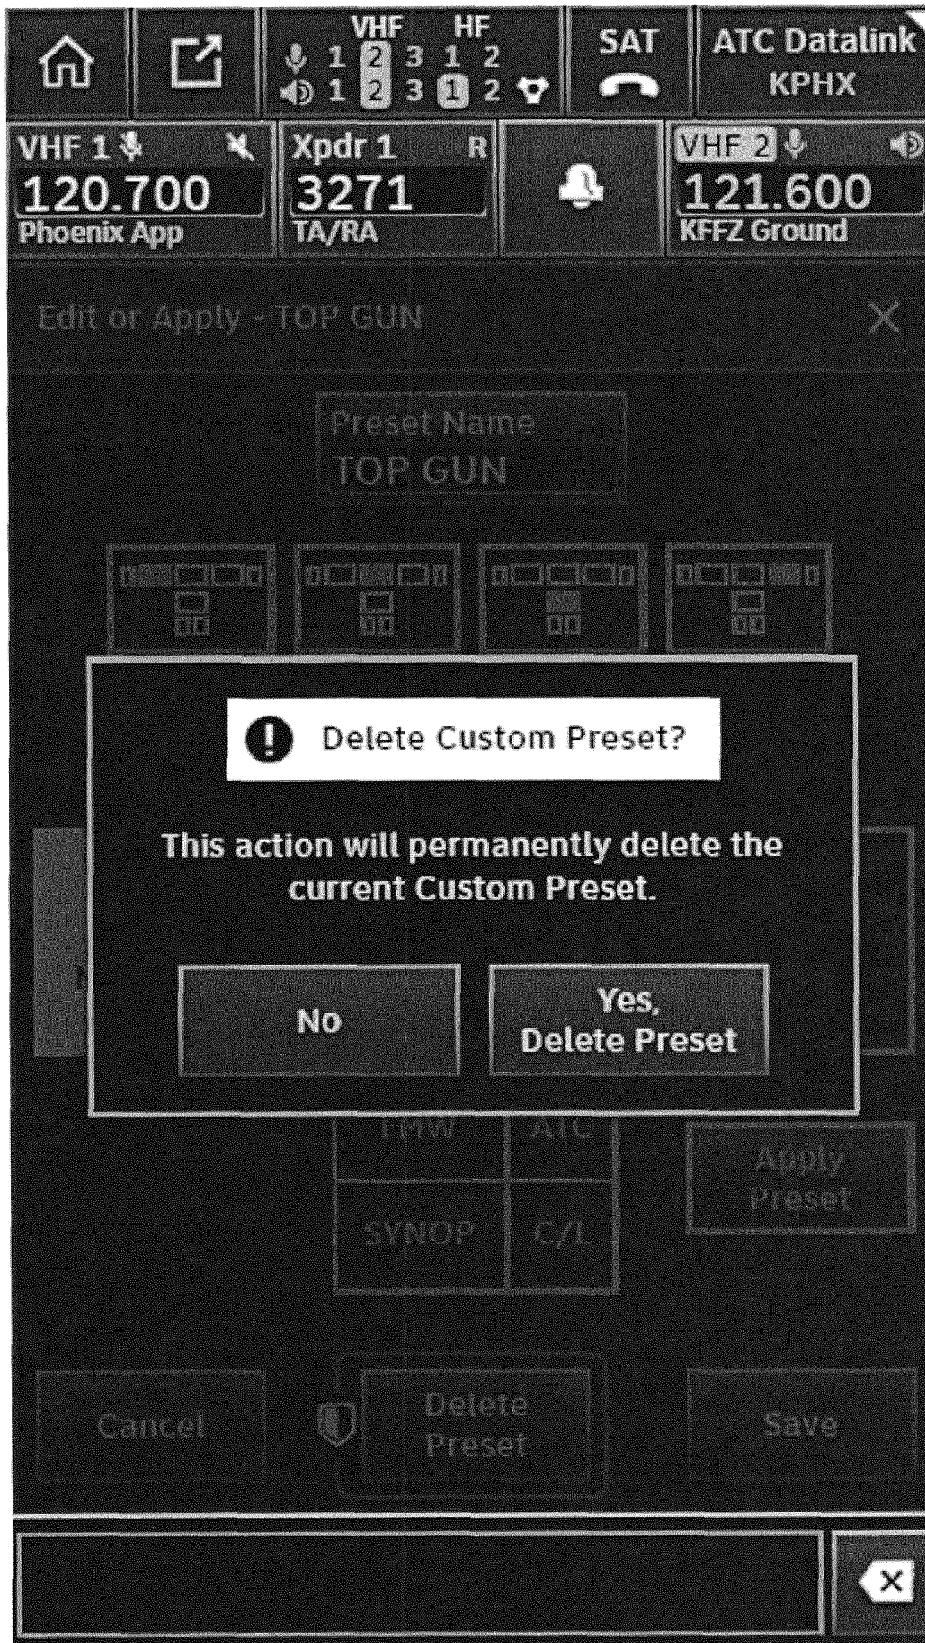 VHF HF
1 2 3 1 2
1 2 3 1 2
SAT
ATC Datalink
KPHX
VHF 1
120.700
Phoenix App
Xpdr 1 R
3271
TA/RA
VHF 2
121.600
KFFZ Ground
Edit or Apply - TOP GUN
Preset Name
TOP GUN
Delete Custom Preset?
This action will permanently delete the
current Custom Preset.
No
Yes,
Delete Preset
ATC
SYNOP C/L
Apply
Preset
Cancel
Delete
Preset
Save